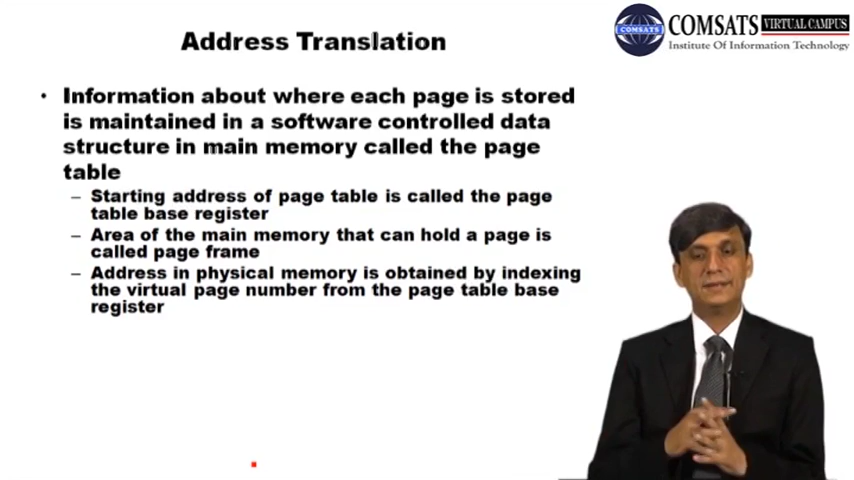 Address Translation
COMSATS
COMSATS VIRTUAL CAMPUS
Institute Of Information Technology
• Information about where each page is stored
is maintained in a software controlled data
structure in main memory called the page
table
– Starting address of page table is called the page
table base register
– Area of the main memory that can hold a page is
called page frame
– Address in physical memory is obtained by indexing
the virtual page number from the page table base
register